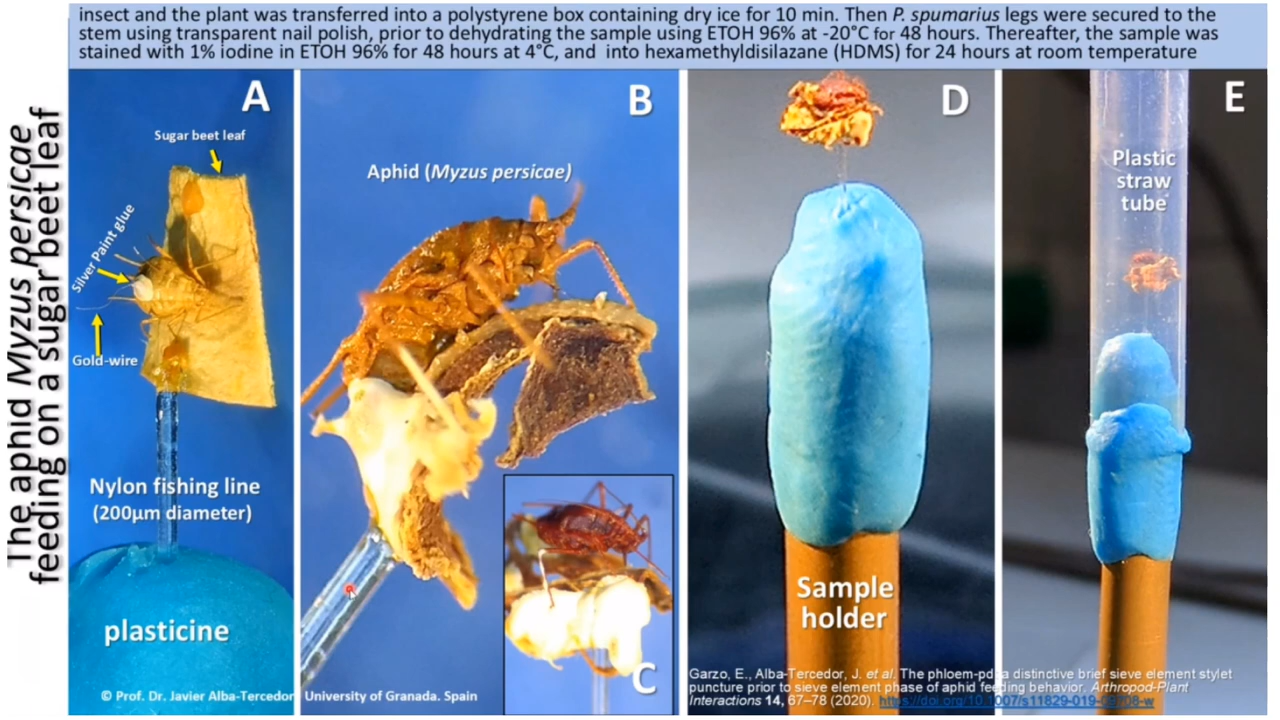 insect and the plant was transferred into a polystyrene box containing dry ice for 10 min. Then P. spumarius legs were secured to the
stem using transparent nail polish, prior to dehydrating the sample using ETOH 96% at -20°C for 48 hours. Thereafter, the sample was
stained with 1% iodine in ETOH 96% for 48 hours at 4°C, and into hexamethyldisilazane (HDMS) for 24 hours at room temperature
The aphid Myzus persicae
feeding on a sugar beet leaf
A
Sugar beet leaf
Silver Paint glue
Gold-wire
Nylon fishing line
(200µm diameter)
plasticine
B
Aphid (Myzus persicae)
C
D
Sample
holder
E
Plastic
straw
tube
© Prof. Dr. Javier Alba-Tercedor, University of Granada. Spain
Garzo, E., Alba-Tercedor, J. et al. The phloem-pd: a distinctive brief sieve element stylet
puncture prior to sieve element phase of aphid feeding behavior. Arthropod-Plant
Interactions 14, 67–78 (2020).